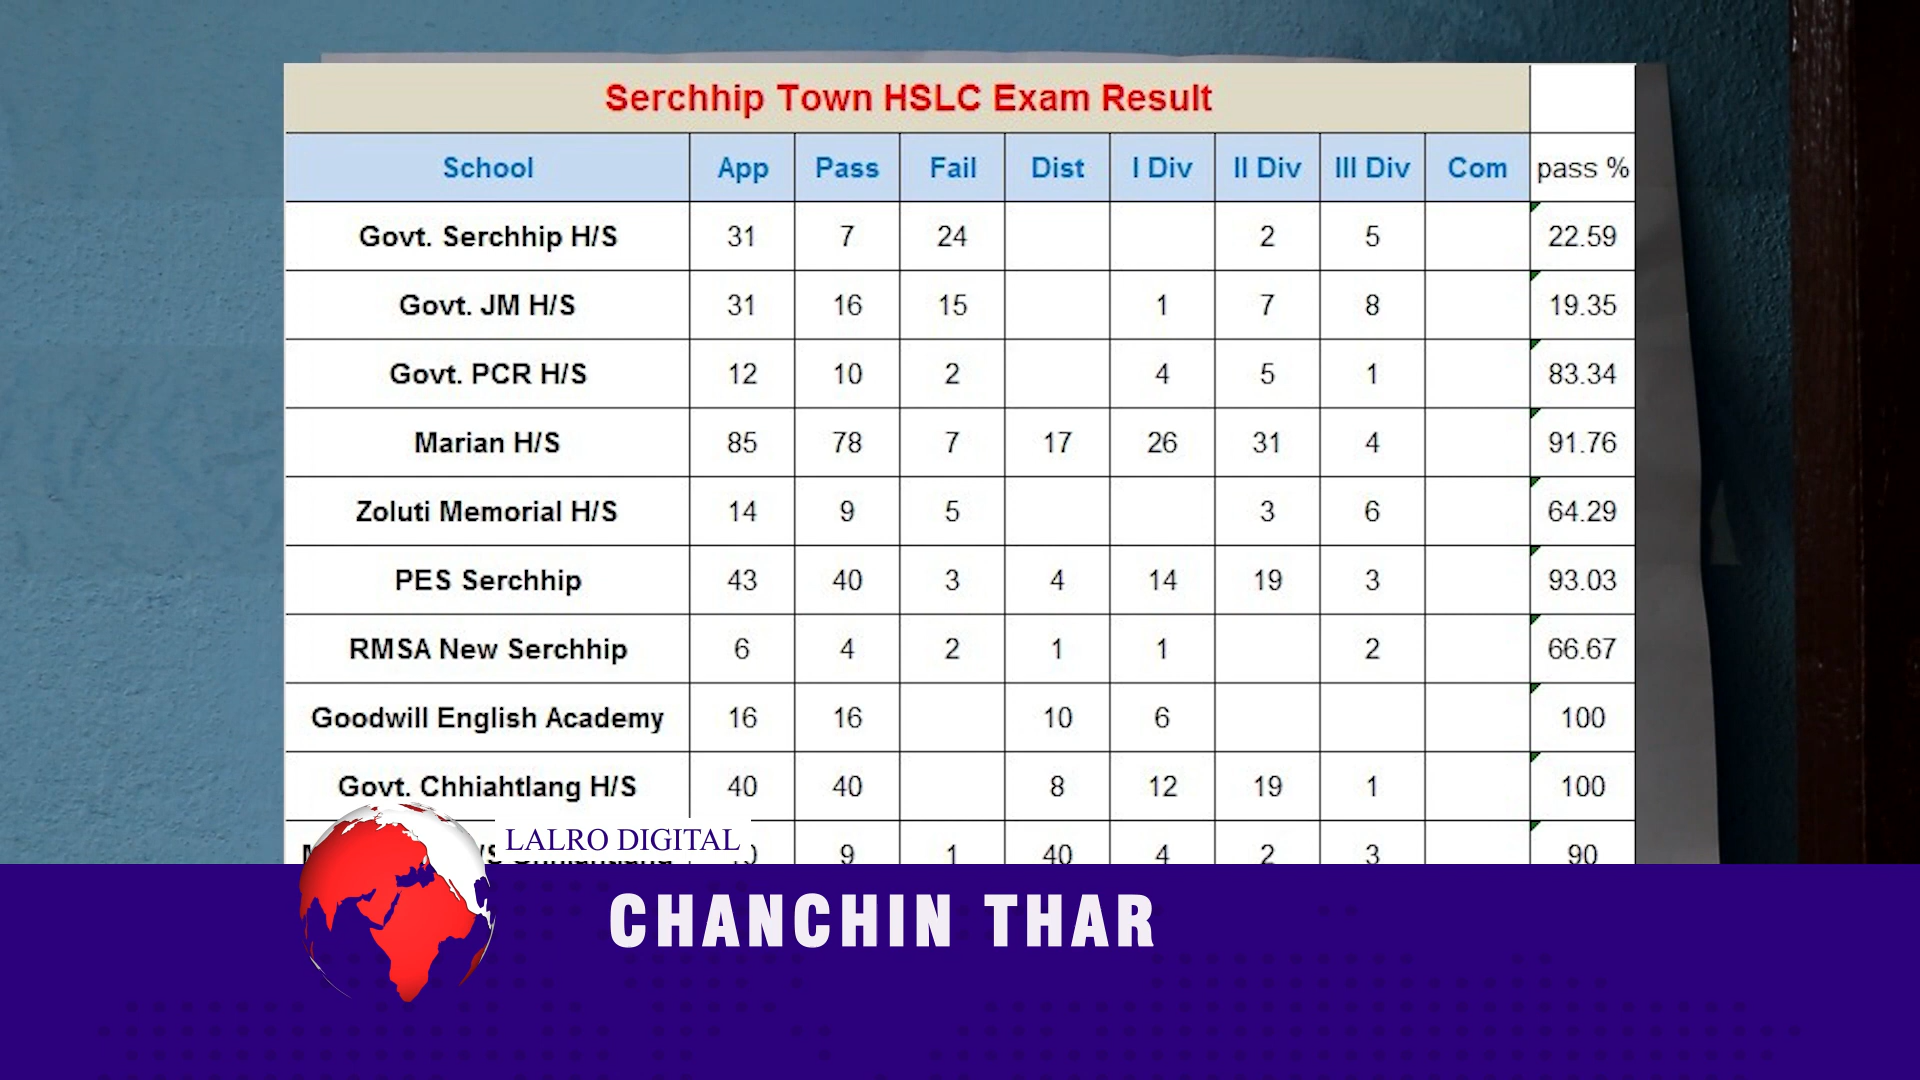 Serchhip Town HSLC Exam Result
School App Pass Fail Dist I Div II Div III Div Com pass %
Govt. Serchhip H/S 31 7 24 2 5 22.59
Govt. JM H/S 31 16 15 1 7 8 19.35
Govt. PCR H/S 12 10 2 4 5 1 83.34
Marian H/S 85 78 7 17 26 31 4 91.76
Zoluti Memorial H/S 14 9 5 3 6 64.29
PES Serchhip 43 40 3 4 14 19 3 93.03
RMSA New Serchhip 6 4 2 1 1 2 66.67
Goodwill English Academy 16 16 10 6 100
Govt. Chhiahtlang H/S 40 40 8 12 19 1 100
9 1 40 4 2 3 90
LALRO DIGITAL
CHANCHIN THAR